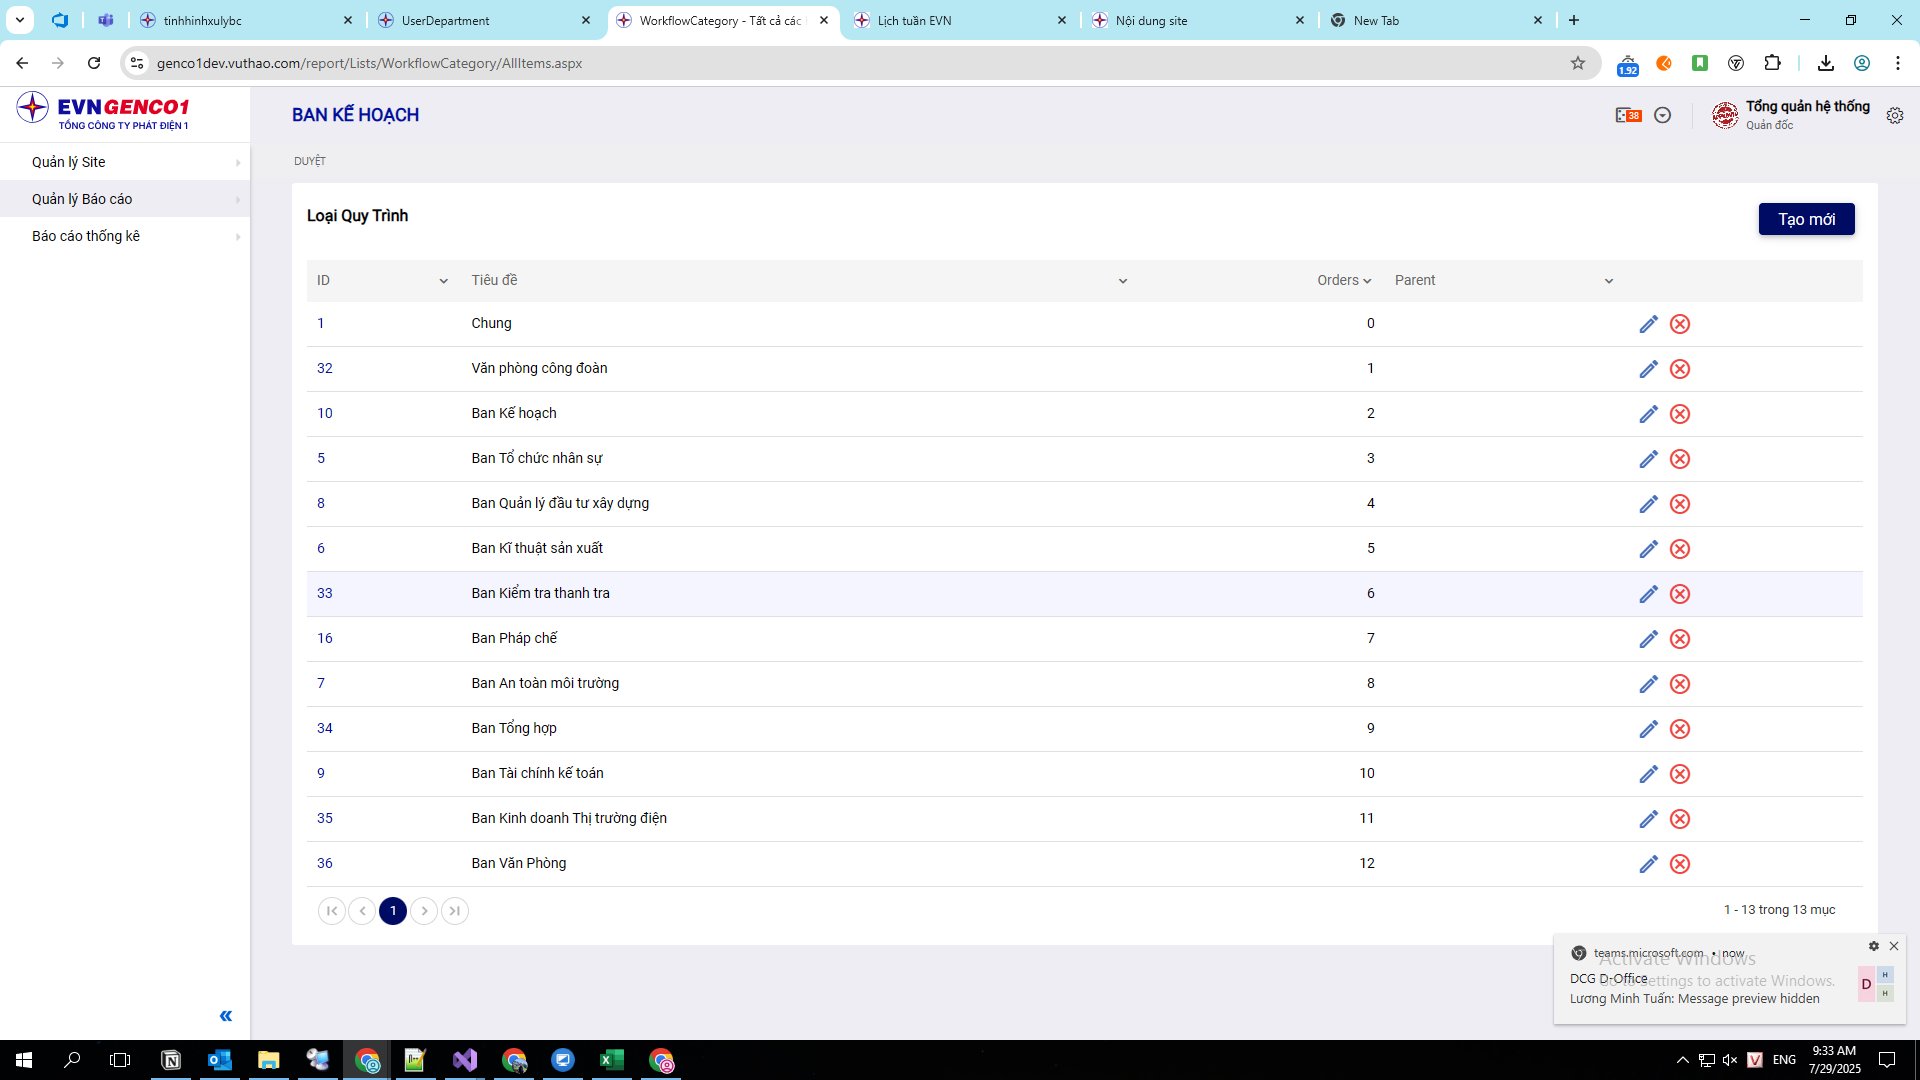 tinhhinhxulybc
UserDepartment
WorkflowCategory - Tất cả các
Lịch tuần EVN
Nội dung site
New Tab
genco1dev.vuthao.com/report/Lists/WorkflowCategory/AllItems.aspx
1.92
EVNGENCO1
TỔNG CÔNG TY PHÁT ĐIỆN 1
BAN KẾ HOẠCH
38
Tổng quản hệ thống
Quản đốc
Quản lý Site
Quản lý Báo cáo
Báo cáo thống kê
DUYỆT
Loại Quy Trình
Tạo mới
ID Tiêu đề Orders Parent
1 Chung 0
32 Văn phòng công đoàn 1
10 Ban Kế hoạch 2
5 Ban Tổ chức nhân sự 3
8 Ban Quản lý đầu tư xây dựng 4
6 Ban Kĩ thuật sản xuất 5
33 Ban Kiểm tra thanh tra 6
16 Ban Pháp chế 7
7 Ban An toàn môi trường 8
34 Ban Tổng hợp 9
9 Ban Tài chính kế toán 10
35 Ban Kinh doanh Thị trường điện 11
36 Ban Văn Phòng 12
1
1 - 13 trong 13 mục
teams.microsoft.com • now
Activate Windows
DCG D-Office
Go to Settings to activate Windows.
Lương Minh Tuấn: Message preview hidden
D
H
H
ENG
9:33 AM
7/29/2025